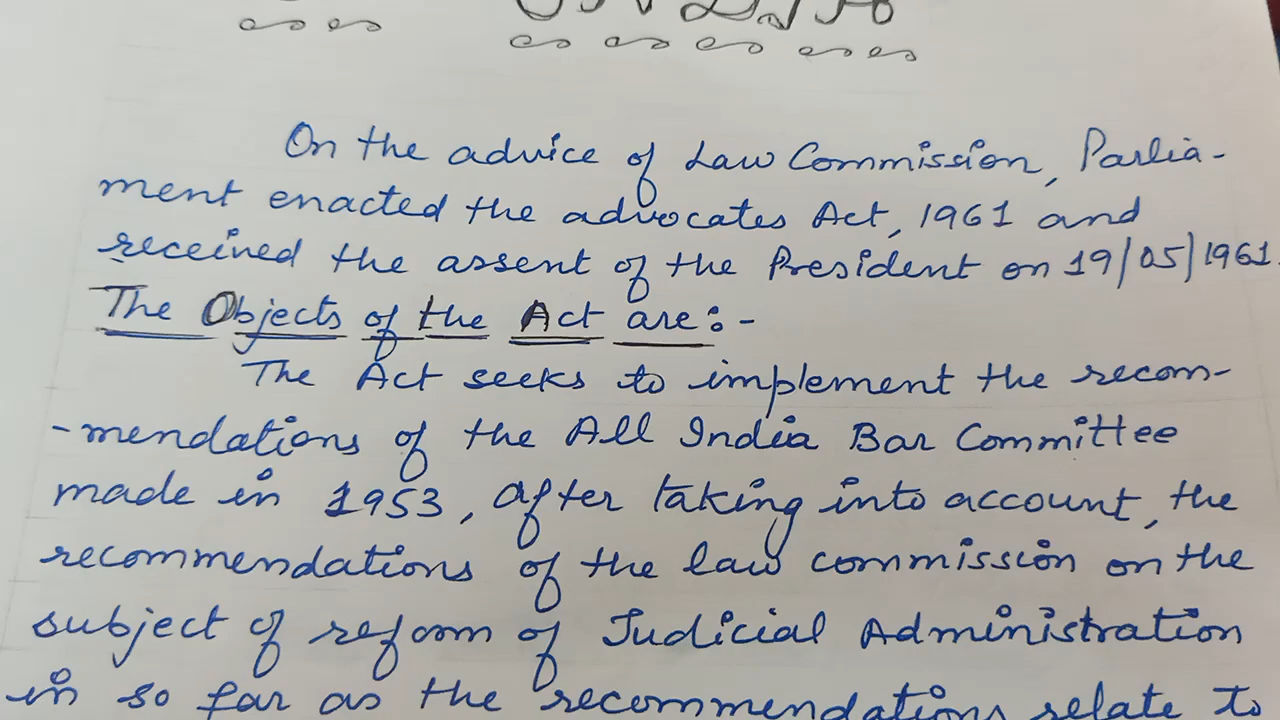 On the advice of Law Commission, Parlia-
ment enacted the advocates Act, 1961 and
received the assent of the President on 19/05/1961.
The Objects of the Act are:-
The Act seeks to implement the recom-
-mendations of the All India Bar Committee
made in 1953, after taking into account, the
recommendations of the law commission on the
subject of reform of Judicial Administration
in so far as the recommendations relate to